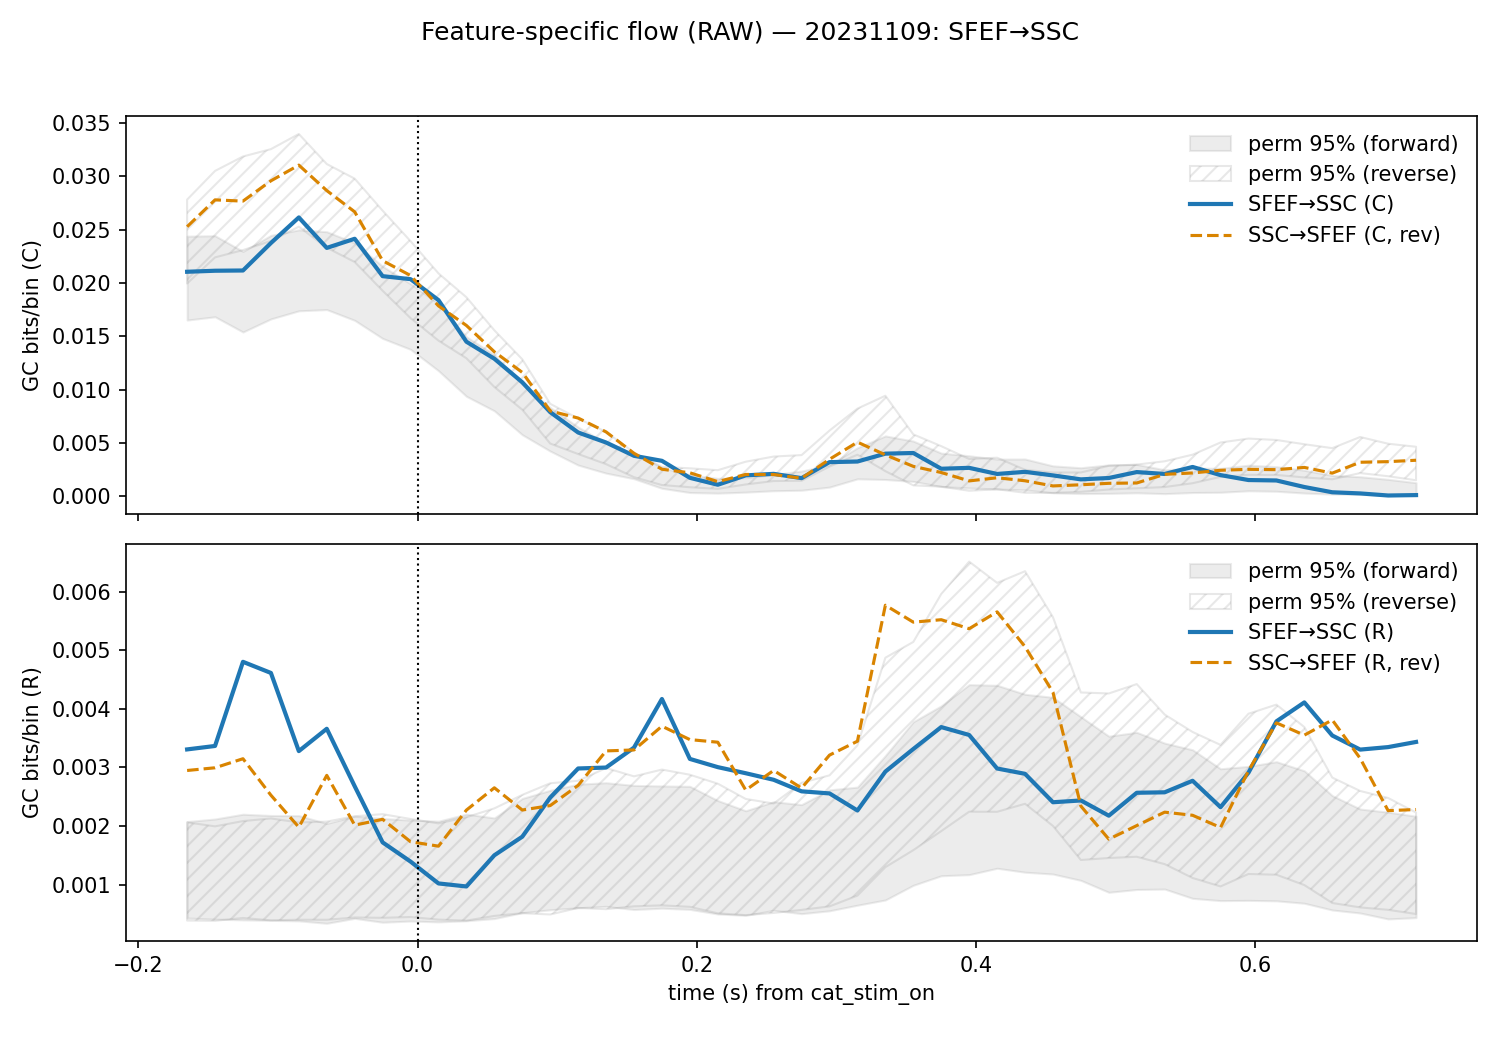 Feature-specific flow (RAW) — 20231109: SFEF→SSC
GC bits/bin (C)
0.035
0.030
0.025
0.020
0.015
0.010
0.005
0.000
perm 95% (forward)
perm 95% (reverse)
SFEF→SSC (C)
SSC→SFEF (C, rev)
GC bits/bin (R)
0.006
0.005
0.004
0.003
0.002
0.001
perm 95% (forward)
perm 95% (reverse)
SFEF→SSC (R)
SSC→SFEF (R, rev)
−0.2 0.0 0.2 0.4 0.6
time (s) from cat_stim_on